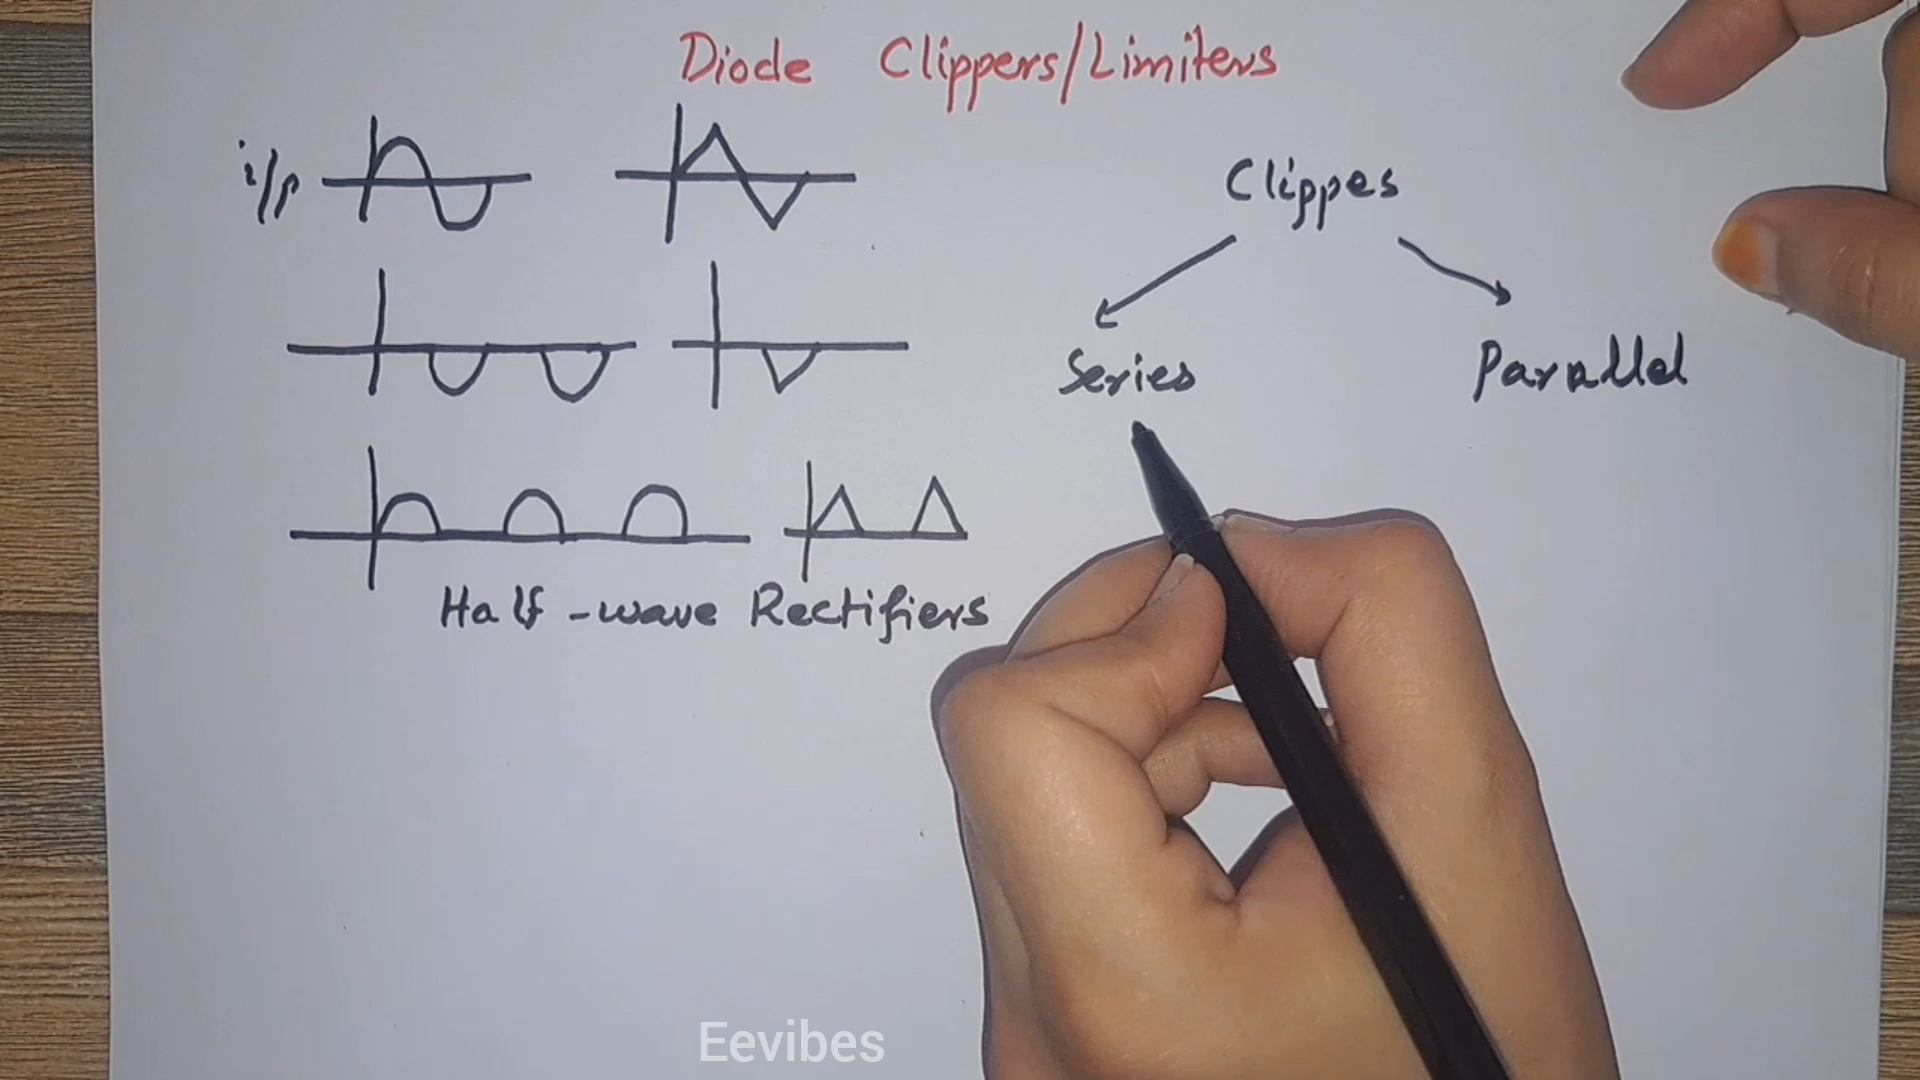 Diode Clippers/Limiters
i/p
Clippes
Series
Parallel
Half-wave Rectifiers
Eevibes